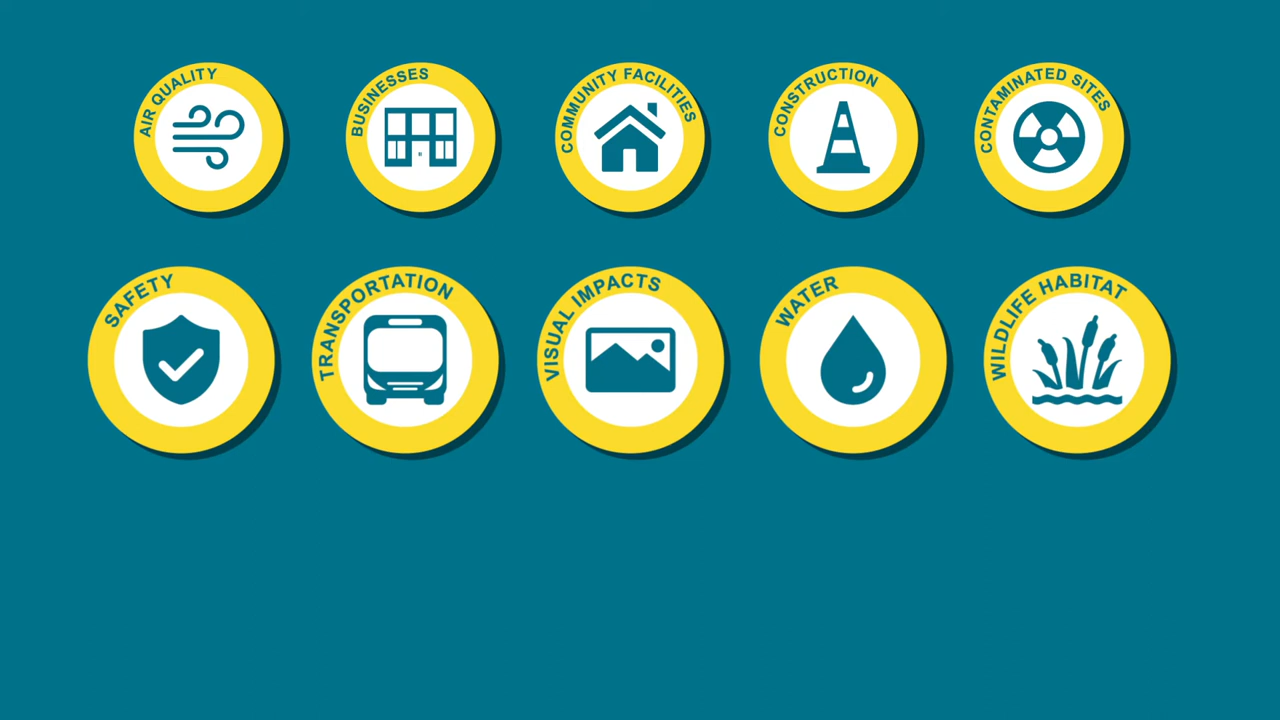 AIR QUALITY
BUSINESSES
COMMUNITY FACILITIES
CONSTRUCTION
CONTAMINATED SITES
SAFETY
TRANSPORTATION
VISUAL IMPACTS
WATER
WILDLIFE HABITAT